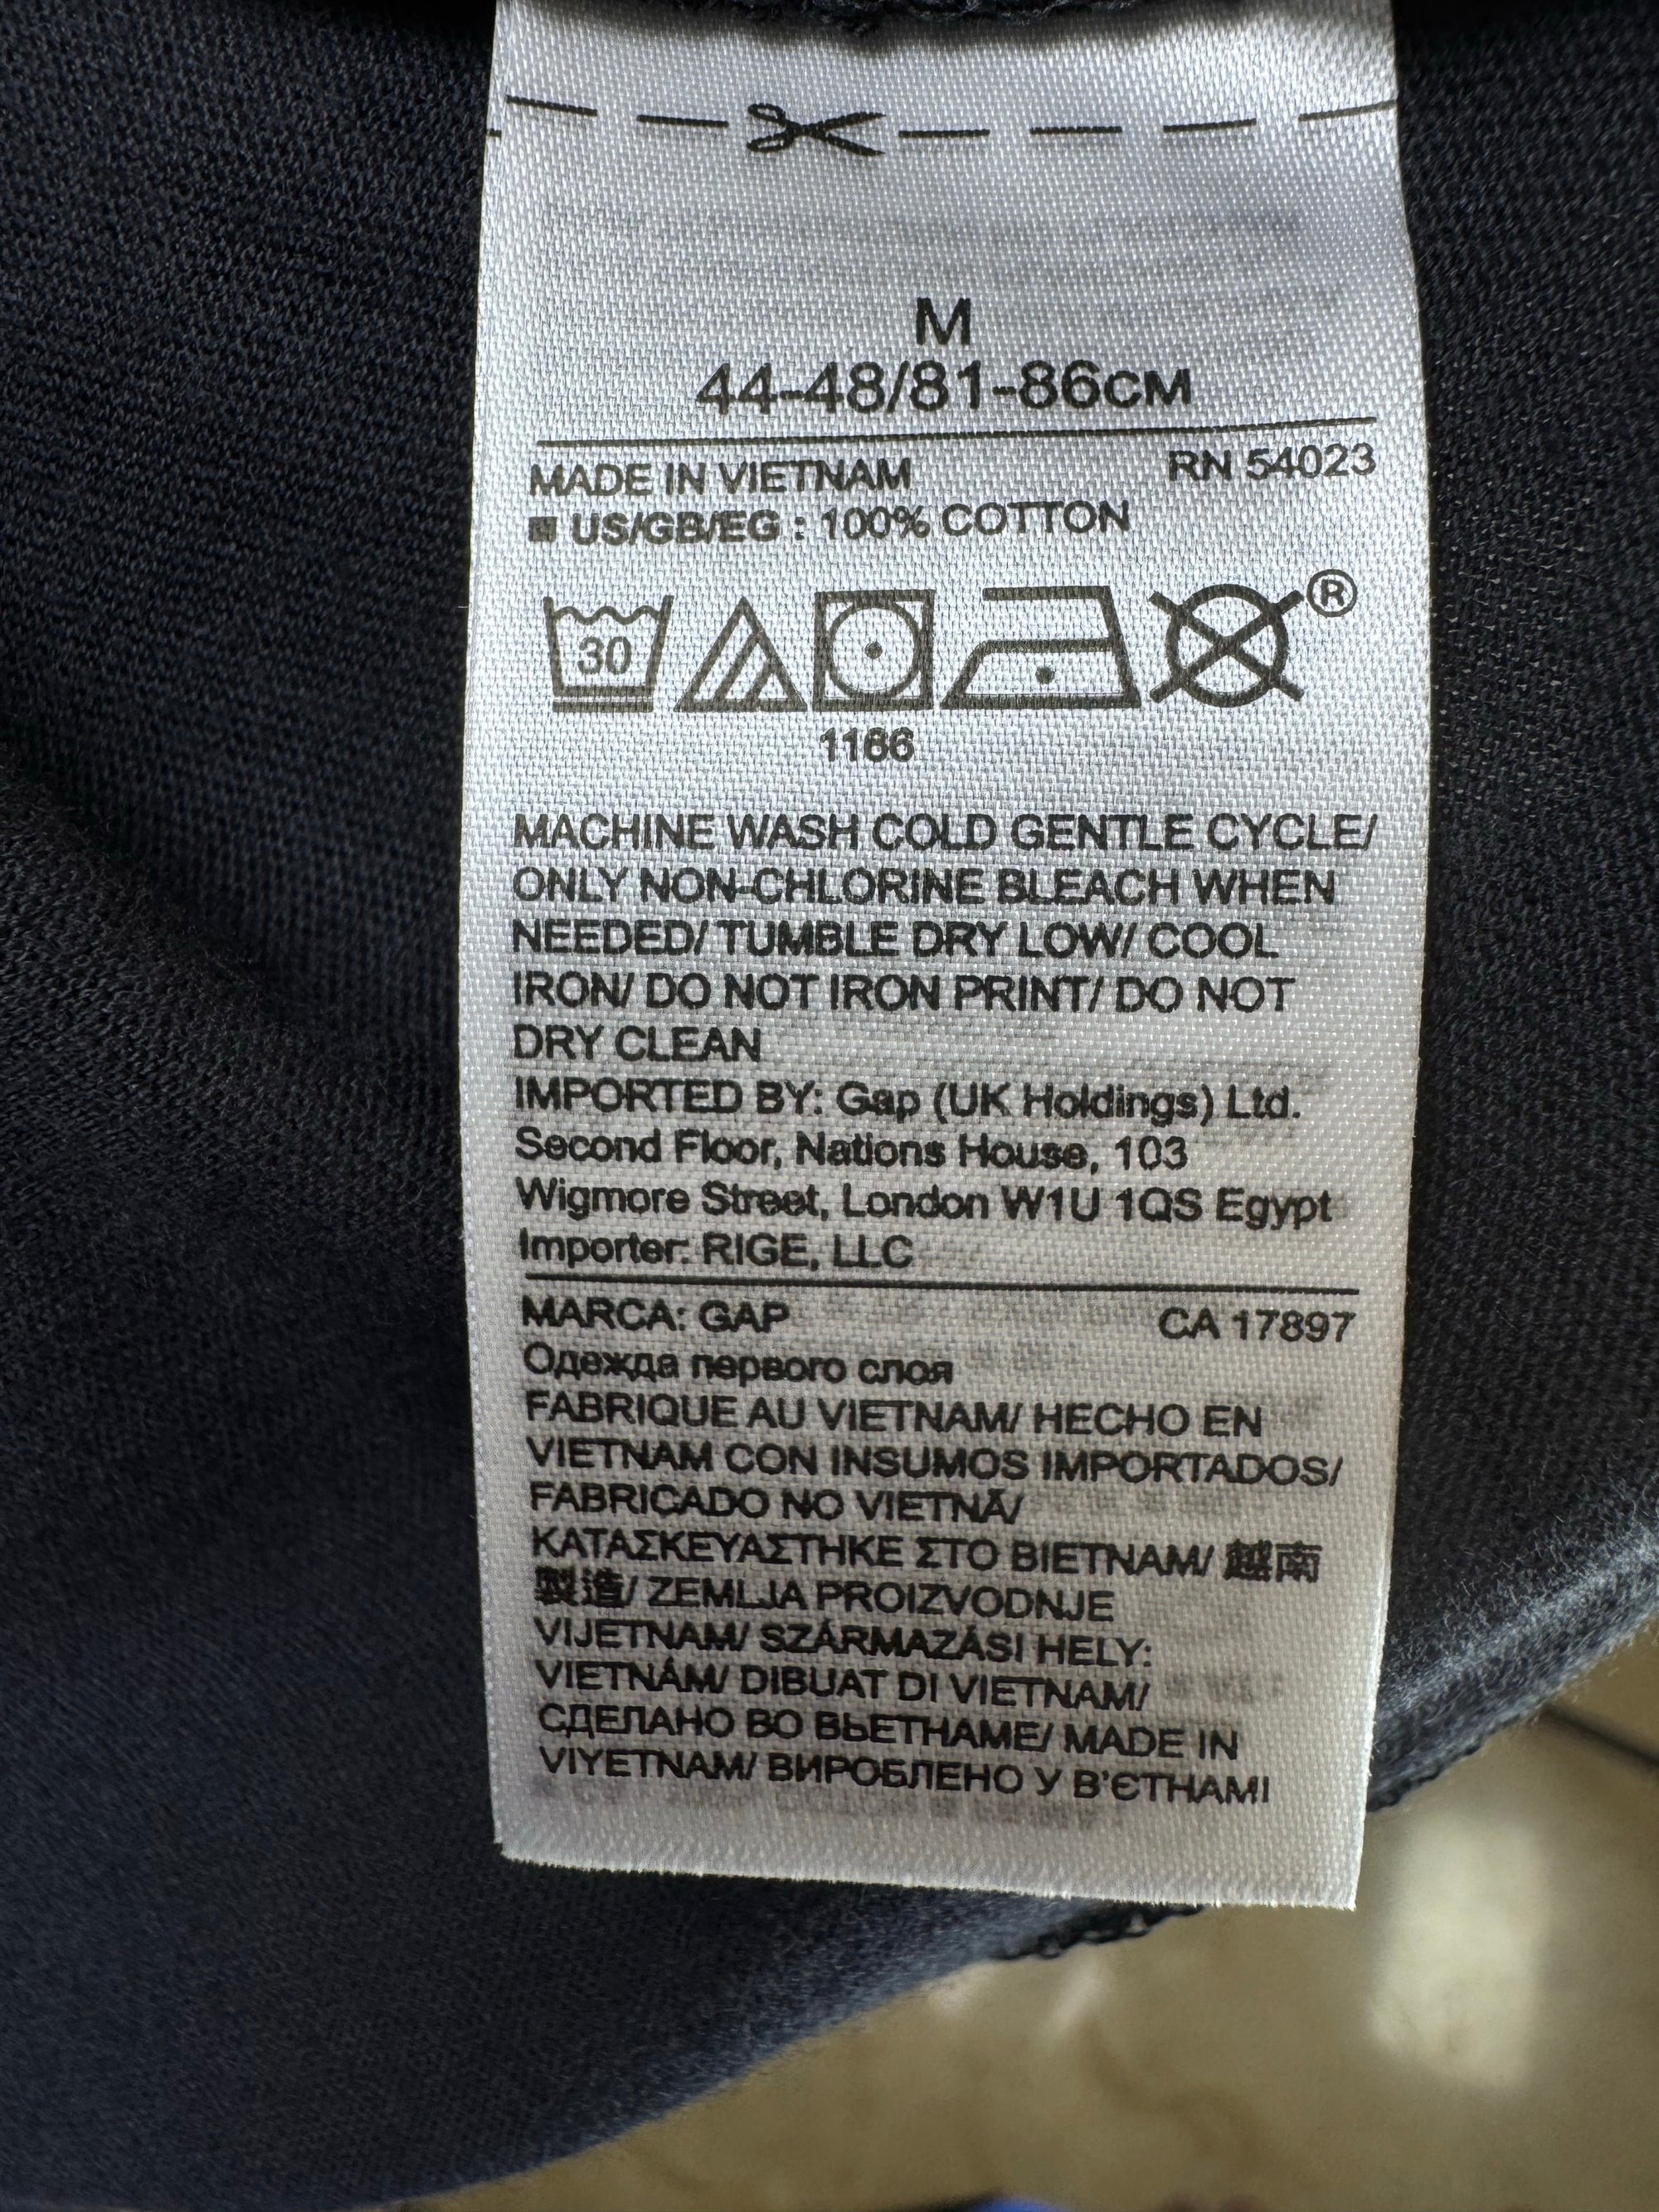 M
44-48/81-86CM
MADE IN VIETNAM RN 54023
■ US/GB/EG : 100% COTTON
30
®
1166
MACHINE WASH COLD GENTLE CYCLE/
ONLY NON-CHLORINE BLEACH WHEN
NEEDED/ TUMBLE DRY LOW/ COOL
IRON/ DO NOT IRON PRINT/ DO NOT
DRY CLEAN
IMPORTED BY: Gap (UK Holdings) Ltd.
Second Floor, Nations House, 103
Wigmore Street, London W1U 1QS Egypt
Importer: RIGE, LLC
MARCA: GAP CA 17897
Одежда первого слоя
FABRIQUE AU VIETNAM/ HECHO EN
VIETNAM CON INSUMOS IMPORTADOS/
FABRICADO NO VIETNÃ/
ΚΑΤΑΣΚΕΥΑΣΤΗΚΕ ΣΤΟ ΒΙΕΤΝΑΜ/ 越南
製造/ ZEMLJA PROIZVODNJE
VIJETNAM/ SZÁRMAZÁSI HELY:
VIETNÁM/ DIBUAT DI VIETNAM/
СДЕЛАНО ВО ВЬЕТНАМЕ/ MADE IN
VIYETNAM/ ВИРОБЛЕНО У В'ЄТНАМІ